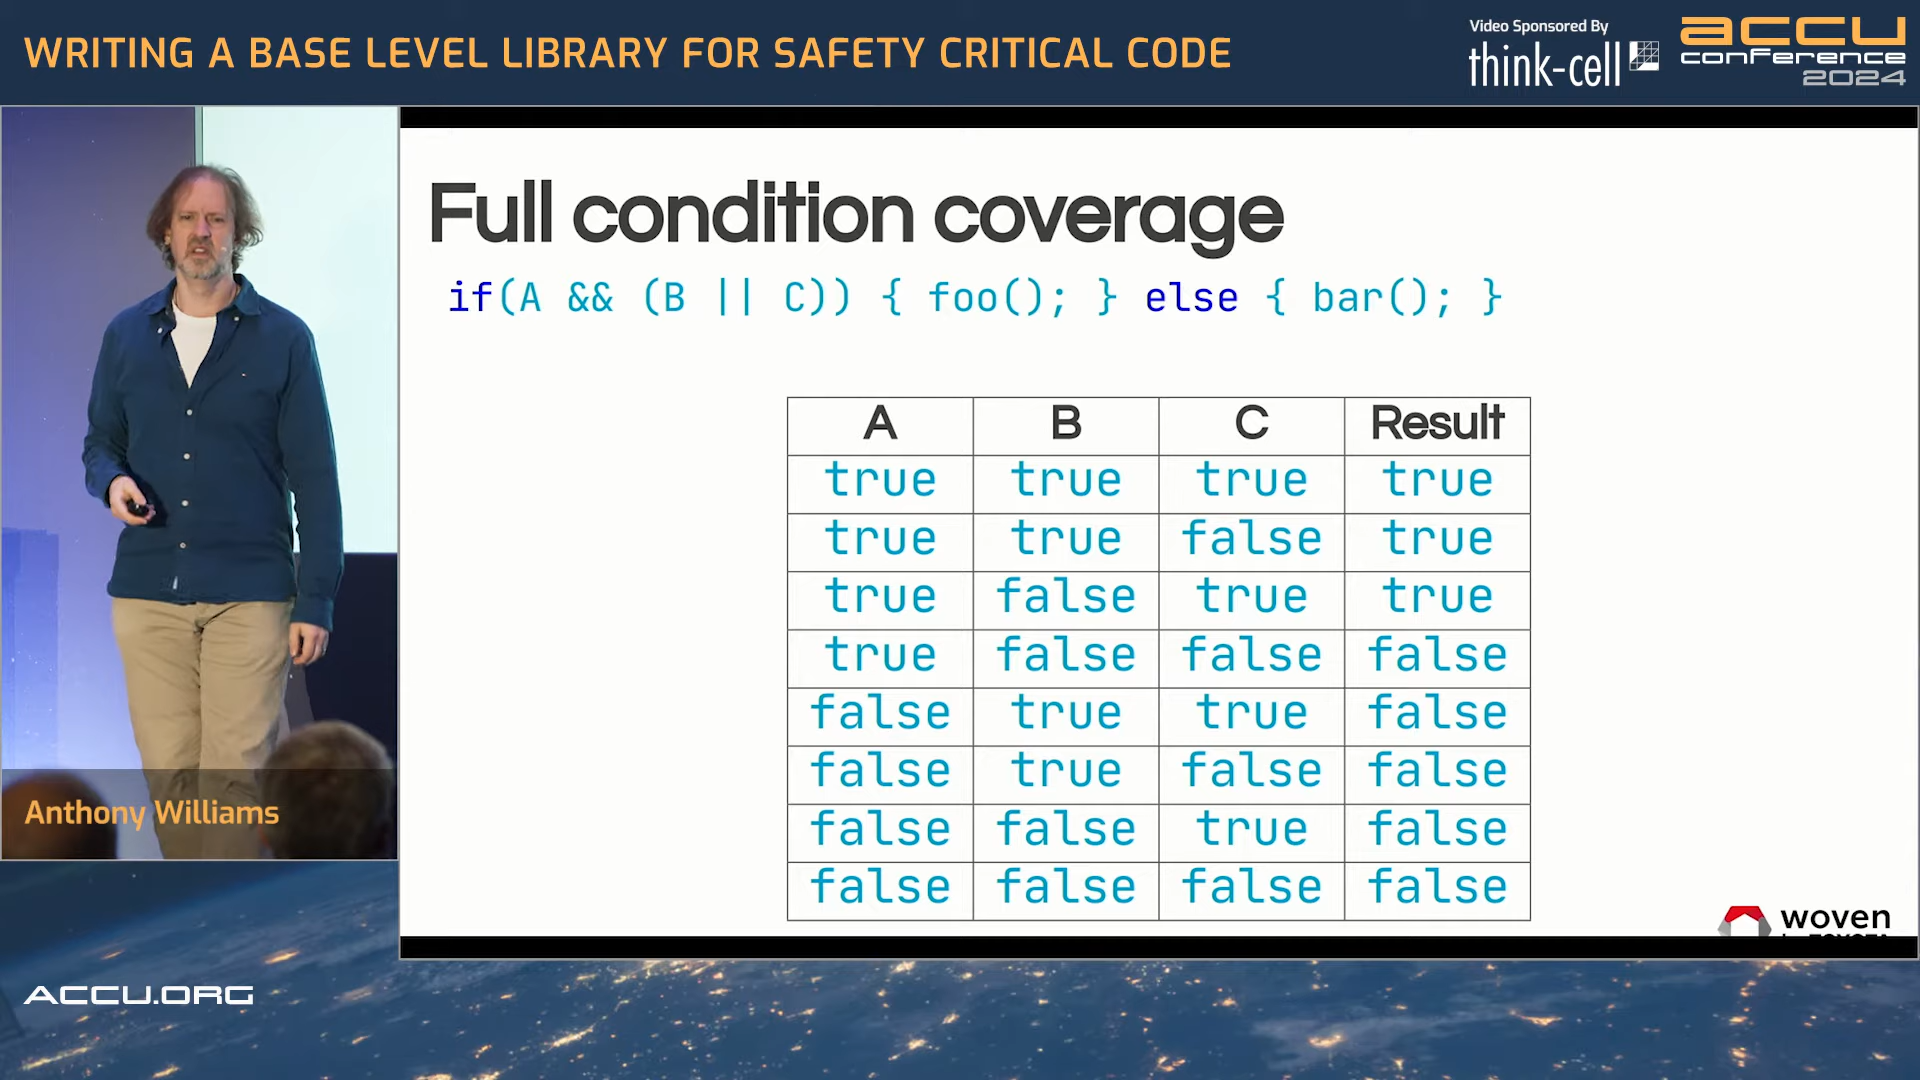 WRITING A BASE LEVEL LIBRARY FOR SAFETY CRITICAL CODE
Video Sponsored By
think-cell
accu
conference
2024
Full condition coverage
if(A && (B || C)) { foo(); } else { bar(); }
A B C Result
true true true true
true true false true
true false true true
true false false false
false true true false
false true false false
false false true false
false false false false
Anthony Williams
woven
ACCU.ORG